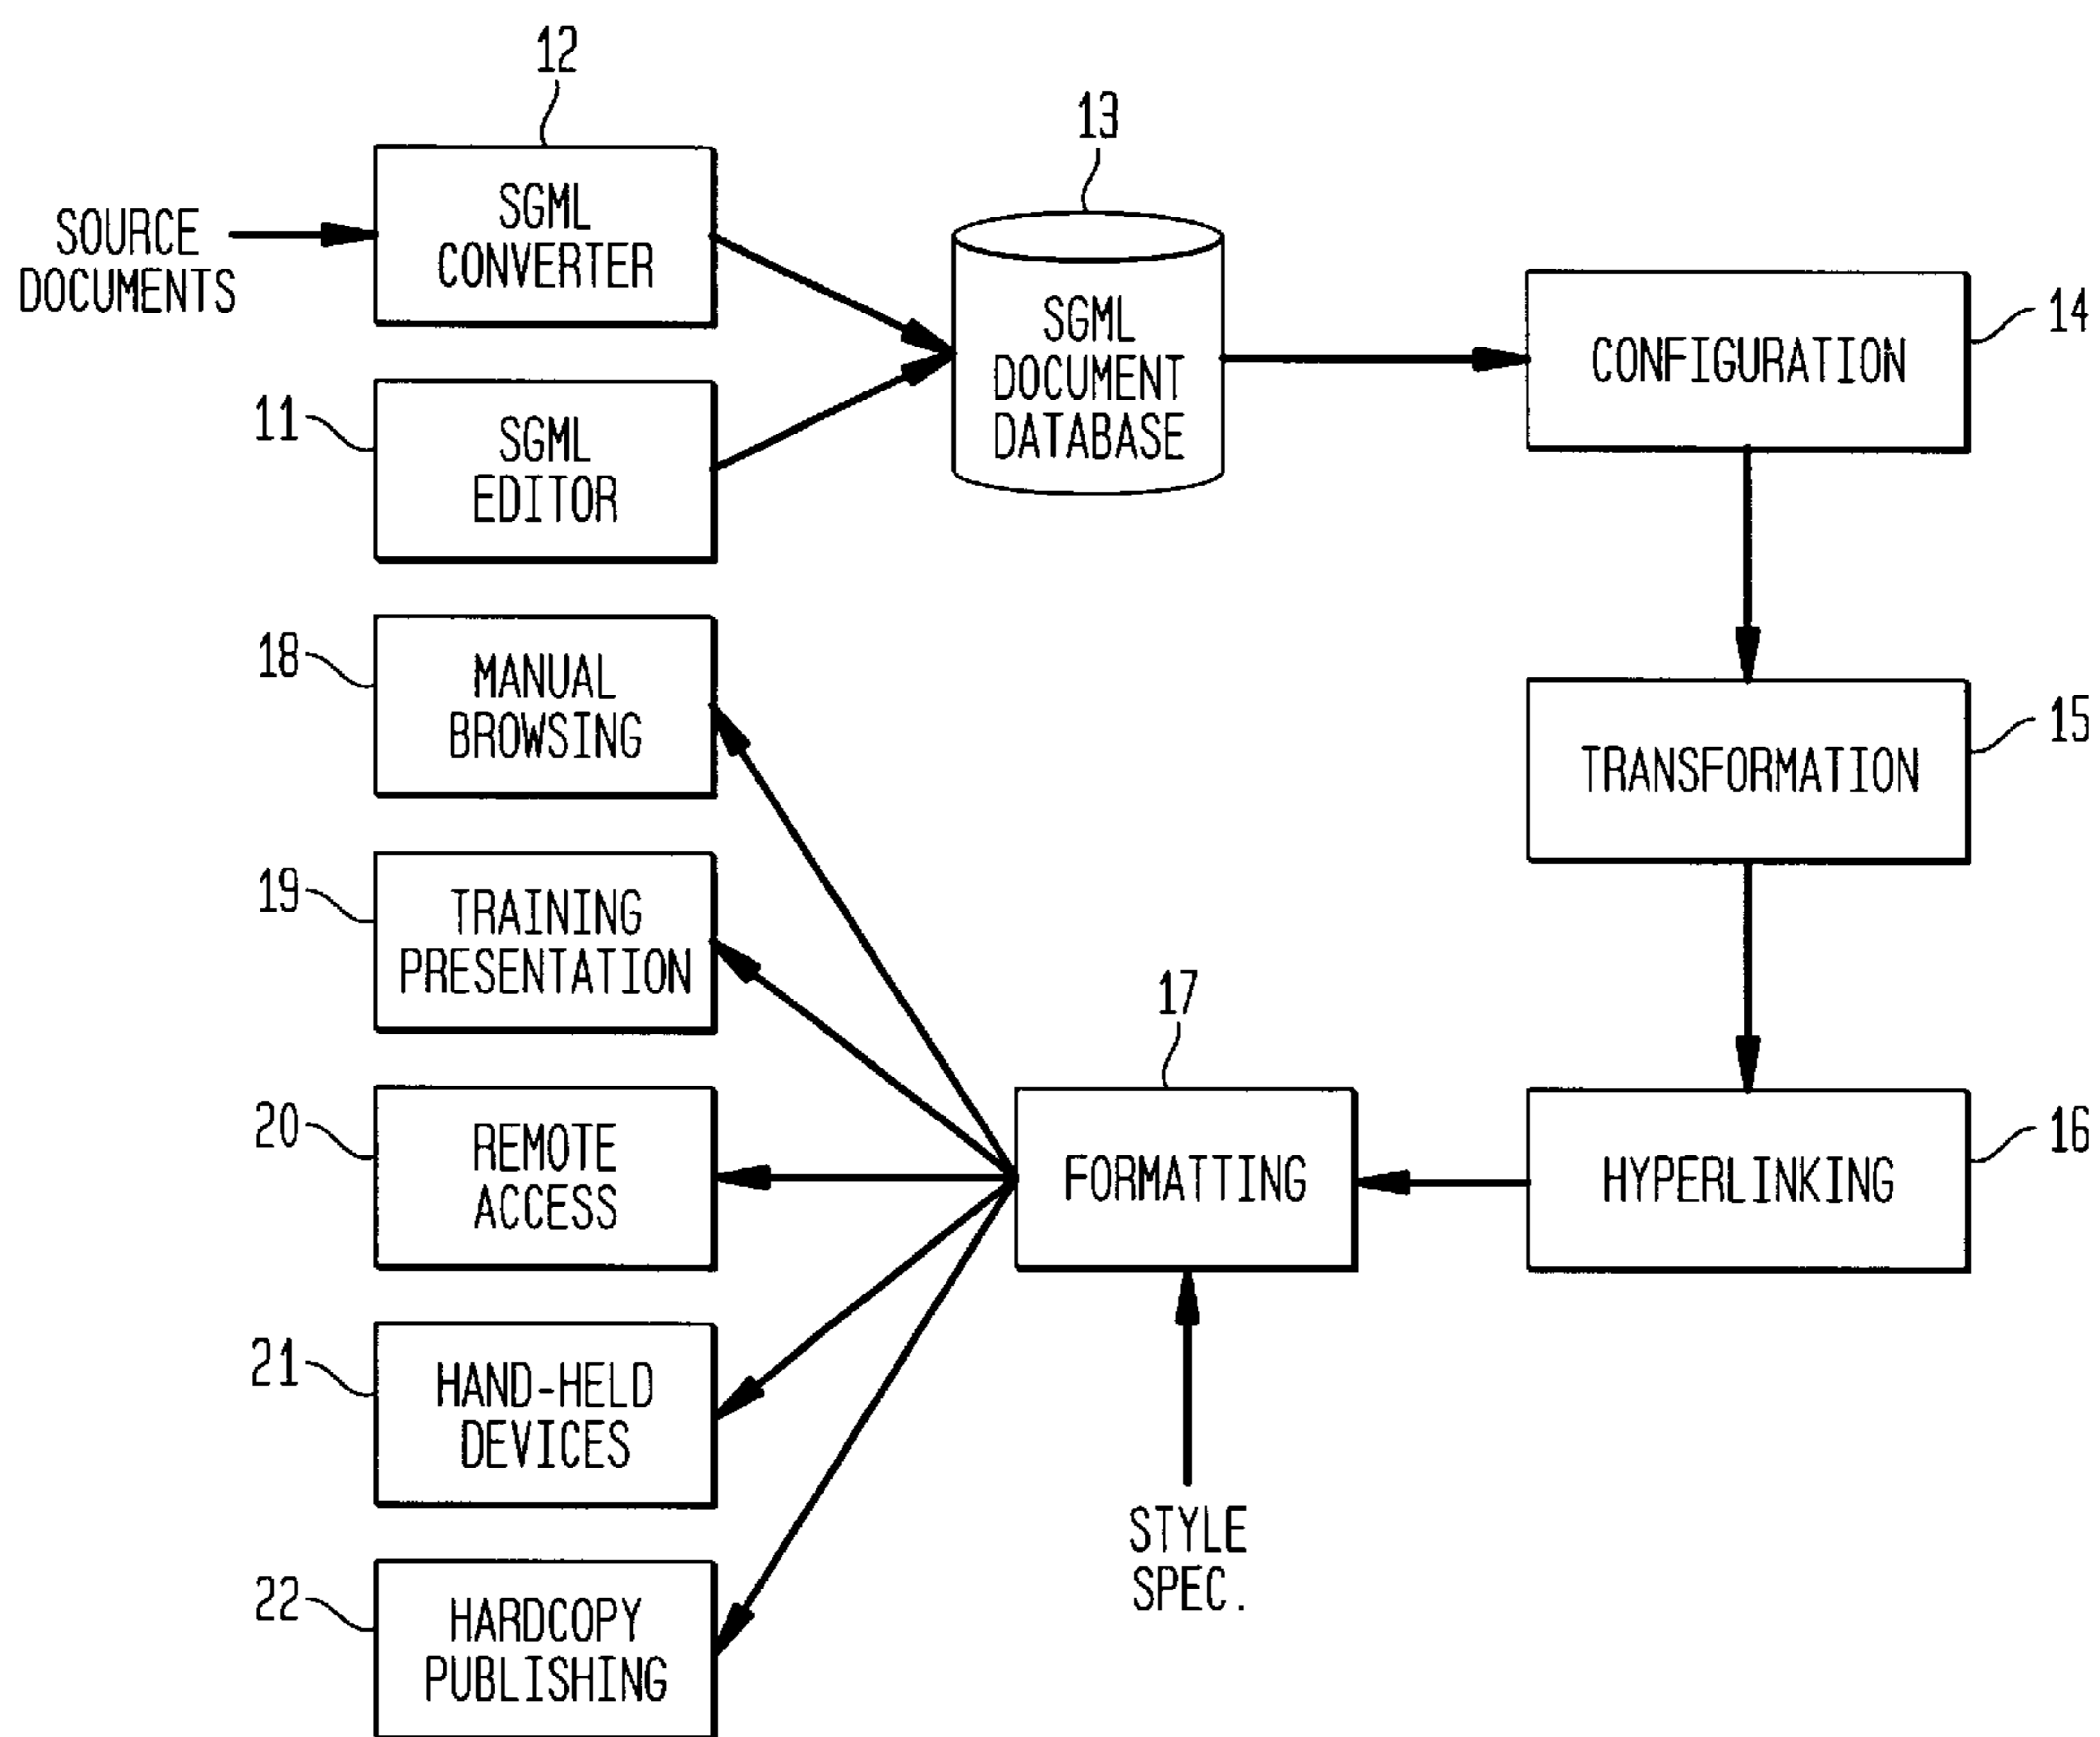 12
SGML
CONVERTER
SOURCE
DOCUMENTS
13
SGML
DOCUMENT
DATABASE
14
CONFIGURATION
11
SGML
EDITOR
18
MANUAL
BROWSING
15
TRANSFORMATION
19
TRAINING
PRESENTATION
17
FORMATTING
16
HYPERLINKING
20
REMOTE
ACCESS
21
HAND-HELD
DEVICES
STYLE
SPEC.
22
HARDCOPY
PUBLISHING